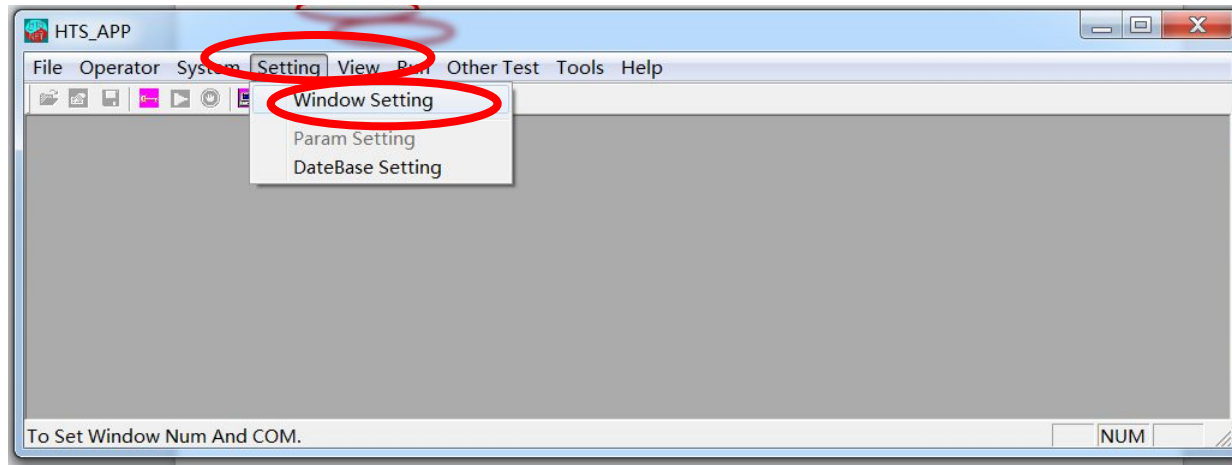 HTS_APP
File Operator System Setting View Run Other Test Tools Help
Window Setting
Param Setting
DateBase Setting
To Set Window Num And COM.
NUM